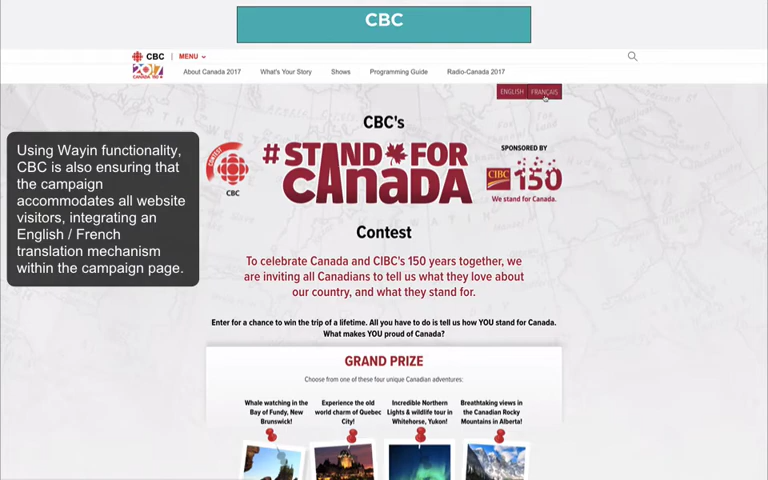 CBC
CBC | MENU
2017
CANADA 150
About Canada 2017 What's Your Story Shows Programming Guide Radio-Canada 2017
ENGLISH FRANÇAIS
Using Wayin functionality,
CBC is also ensuring that
the campaign
accommodates all website
visitors, integrating an
English / French
translation mechanism
within the campaign page.
CBC's
CONTEST
CBC
#STAND FOR
CANADA
SPONSORED BY
CIBC 150
We stand for Canada.
Contest
To celebrate Canada and CIBC's 150 years together, we
are inviting all Canadians to tell us what they love about
our country, and what they stand for.
Enter for a chance to win the trip of a lifetime. All you have to do is tell us how YOU stand for Canada.
What makes YOU proud of Canada?
GRAND PRIZE
Choose from one of these four unique Canadian adventures:
Whale watching in the
Bay of Fundy, New
Brunswick!
Experience the old
world charm of Quebec
City!
Incredible Northern
Lights & wildlife tour in
Whitehorse, Yukon!
Breathtaking views in
the Canadian Rocky
Mountains in Alberta!